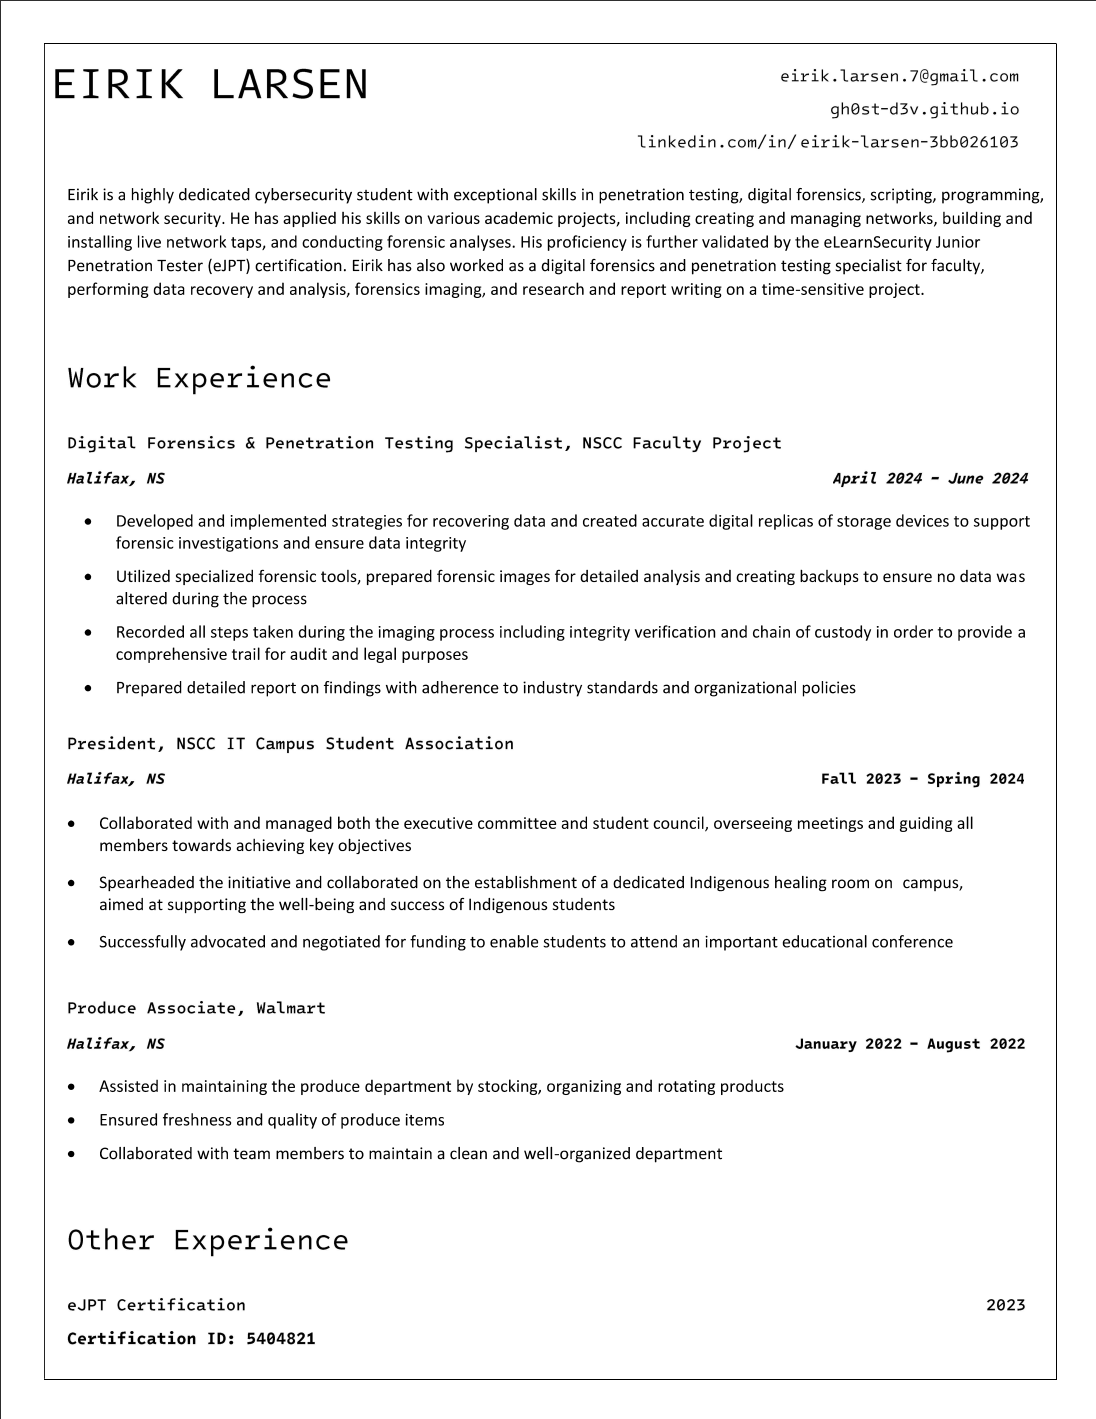 EIRIK LARSEN
eirik.larsen.7@gmail.com
gh0st-d3v.github.io
linkedin.com/in/eirik-larsen-3bb026103
Eirik is a highly dedicated cybersecurity student with exceptional skills in penetration testing, digital forensics, scripting, programming,
and network security. He has applied his skills on various academic projects, including creating and managing networks, building and
installing live network taps, and conducting forensic analyses. His proficiency is further validated by the eLearnSecurity Junior
Penetration Tester (eJPT) certification. Eirik has also worked as a digital forensics and penetration testing specialist for faculty,
performing data recovery and analysis, forensics imaging, and research and report writing on a time-sensitive project.
Work Experience
Digital Forensics & Penetration Testing Specialist, NSCC Faculty Project
Halifax, NS April 2024 – June 2024
• Developed and implemented strategies for recovering data and created accurate digital replicas of storage devices to support
forensic investigations and ensure data integrity
• Utilized specialized forensic tools, prepared forensic images for detailed analysis and creating backups to ensure no data was
altered during the process
• Recorded all steps taken during the imaging process including integrity verification and chain of custody in order to provide a
comprehensive trail for audit and legal purposes
• Prepared detailed report on findings with adherence to industry standards and organizational policies
President, NSCC IT Campus Student Association
Halifax, NS Fall 2023 – Spring 2024
• Collaborated with and managed both the executive committee and student council, overseeing meetings and guiding all
members towards achieving key objectives
• Spearheaded the initiative and collaborated on the establishment of a dedicated Indigenous healing room on campus,
aimed at supporting the well-being and success of Indigenous students
• Successfully advocated and negotiated for funding to enable students to attend an important educational conference
Produce Associate, Walmart
Halifax, NS January 2022 – August 2022
• Assisted in maintaining the produce department by stocking, organizing and rotating products
• Ensured freshness and quality of produce items
• Collaborated with team members to maintain a clean and well-organized department
Other Experience
eJPT Certification 2023
Certification ID: 5404821